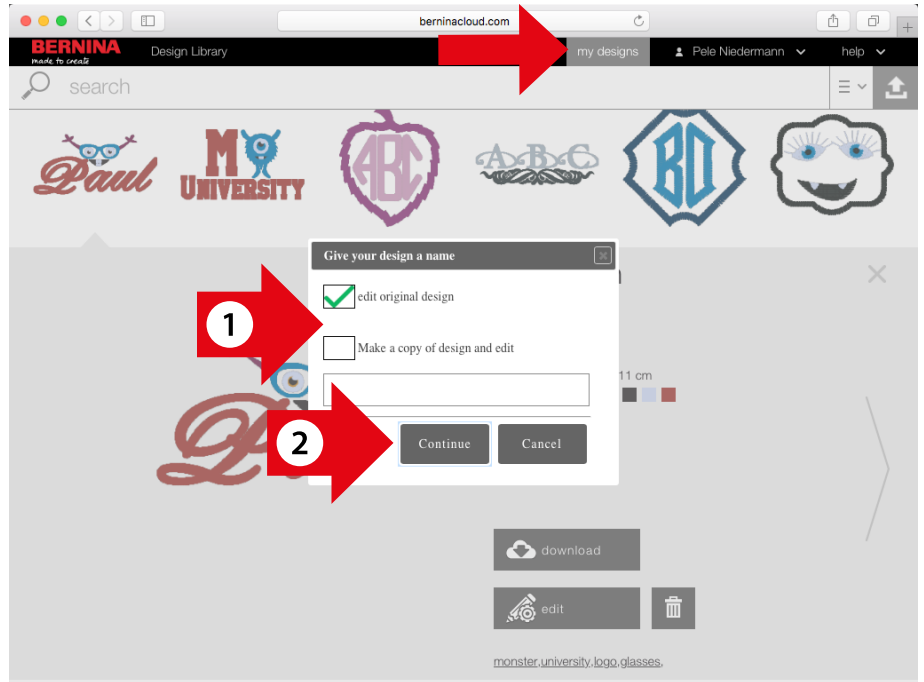 berninacloud.com
BERNINA
made to create
Design Library
my designs
Pele Niedermann
help
search
Paul
MO
UNIVERSITY
ABC
A·B·C
BD
Give your design a name
edit original design
1
Make a copy of design and edit
11 cm
2
Continue
Cancel
download
edit
monster,university,logo,glasses,